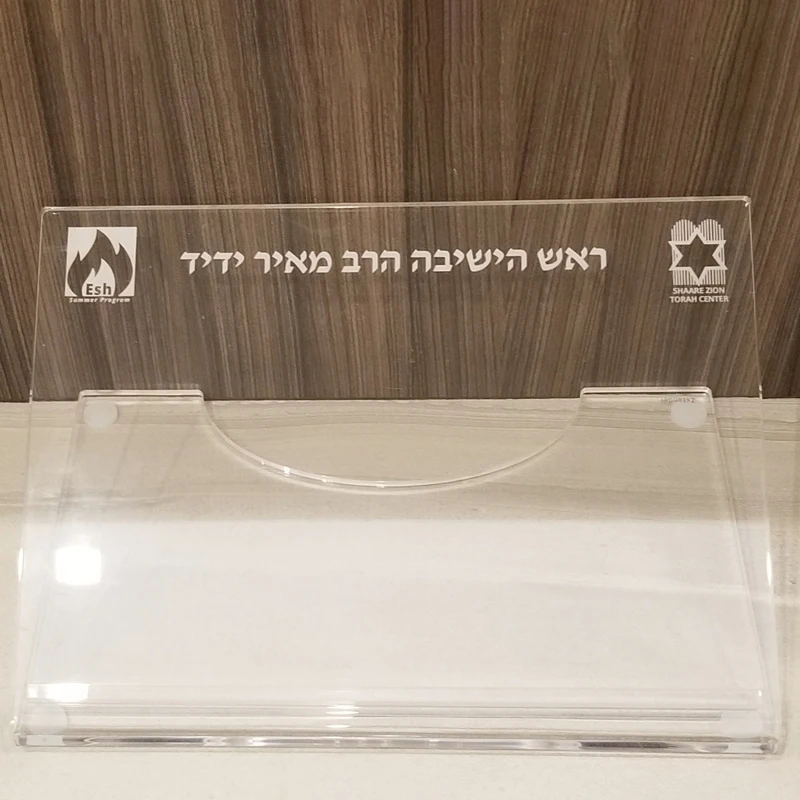 ראש הישיבה הרב מאיר ידיד
Esh
Summer Program
SHAARE ZION
TORAH CENTER